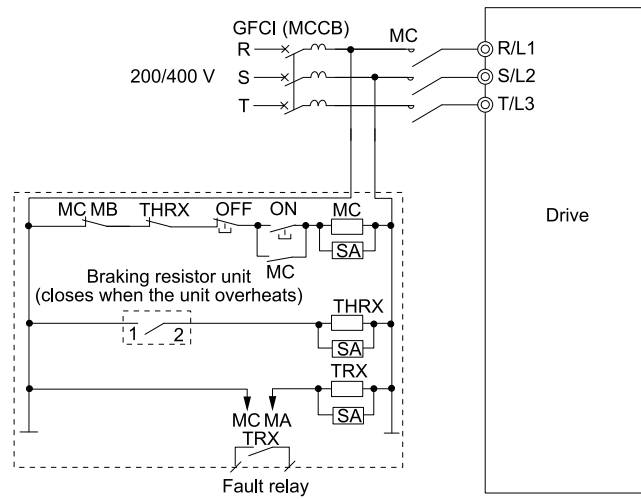 GFCI (MCCB)
MC
R
R/L1
200/400 V
S
S/L2
T
T/L3
Drive
MC MB
THRX
OFF
ON
MC
SA
MC
Braking resistor unit
(closes when the unit overheats)
THRX
1 2
SA
TRX
SA
MC MA
TRX
Fault relay